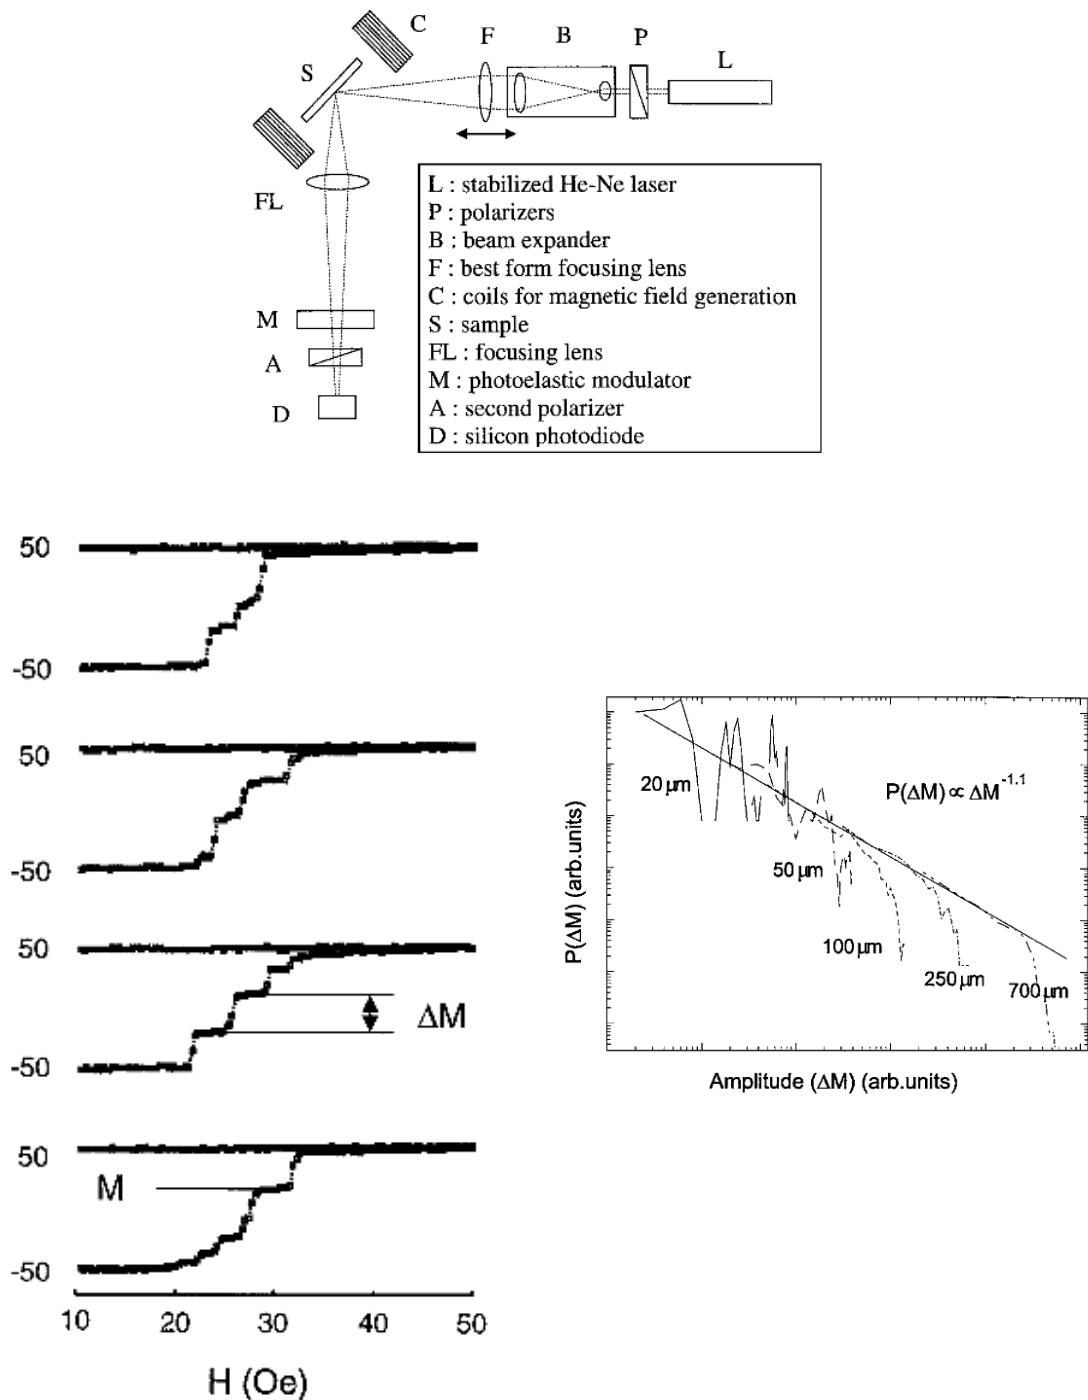 C
F
B
P
L
S
FL
M
A
D
L : stabilized He-Ne laser
P : polarizers
B : beam expander
F : best form focusing lens
C : coils for magnetic field generation
S : sample
FL : focusing lens
M : photoelastic modulator
A : second polarizer
D : silicon photodiode
50
-50
50
-50
50
ΔM
-50
50
M
-50
10 20 30 40 50
H (Oe)
P(ΔM) (arb.units)
20 μm
P(ΔM) ∝ ΔM^-1.1
50 μm
100 μm
250 μm
700 μm
Amplitude (ΔM) (arb.units)